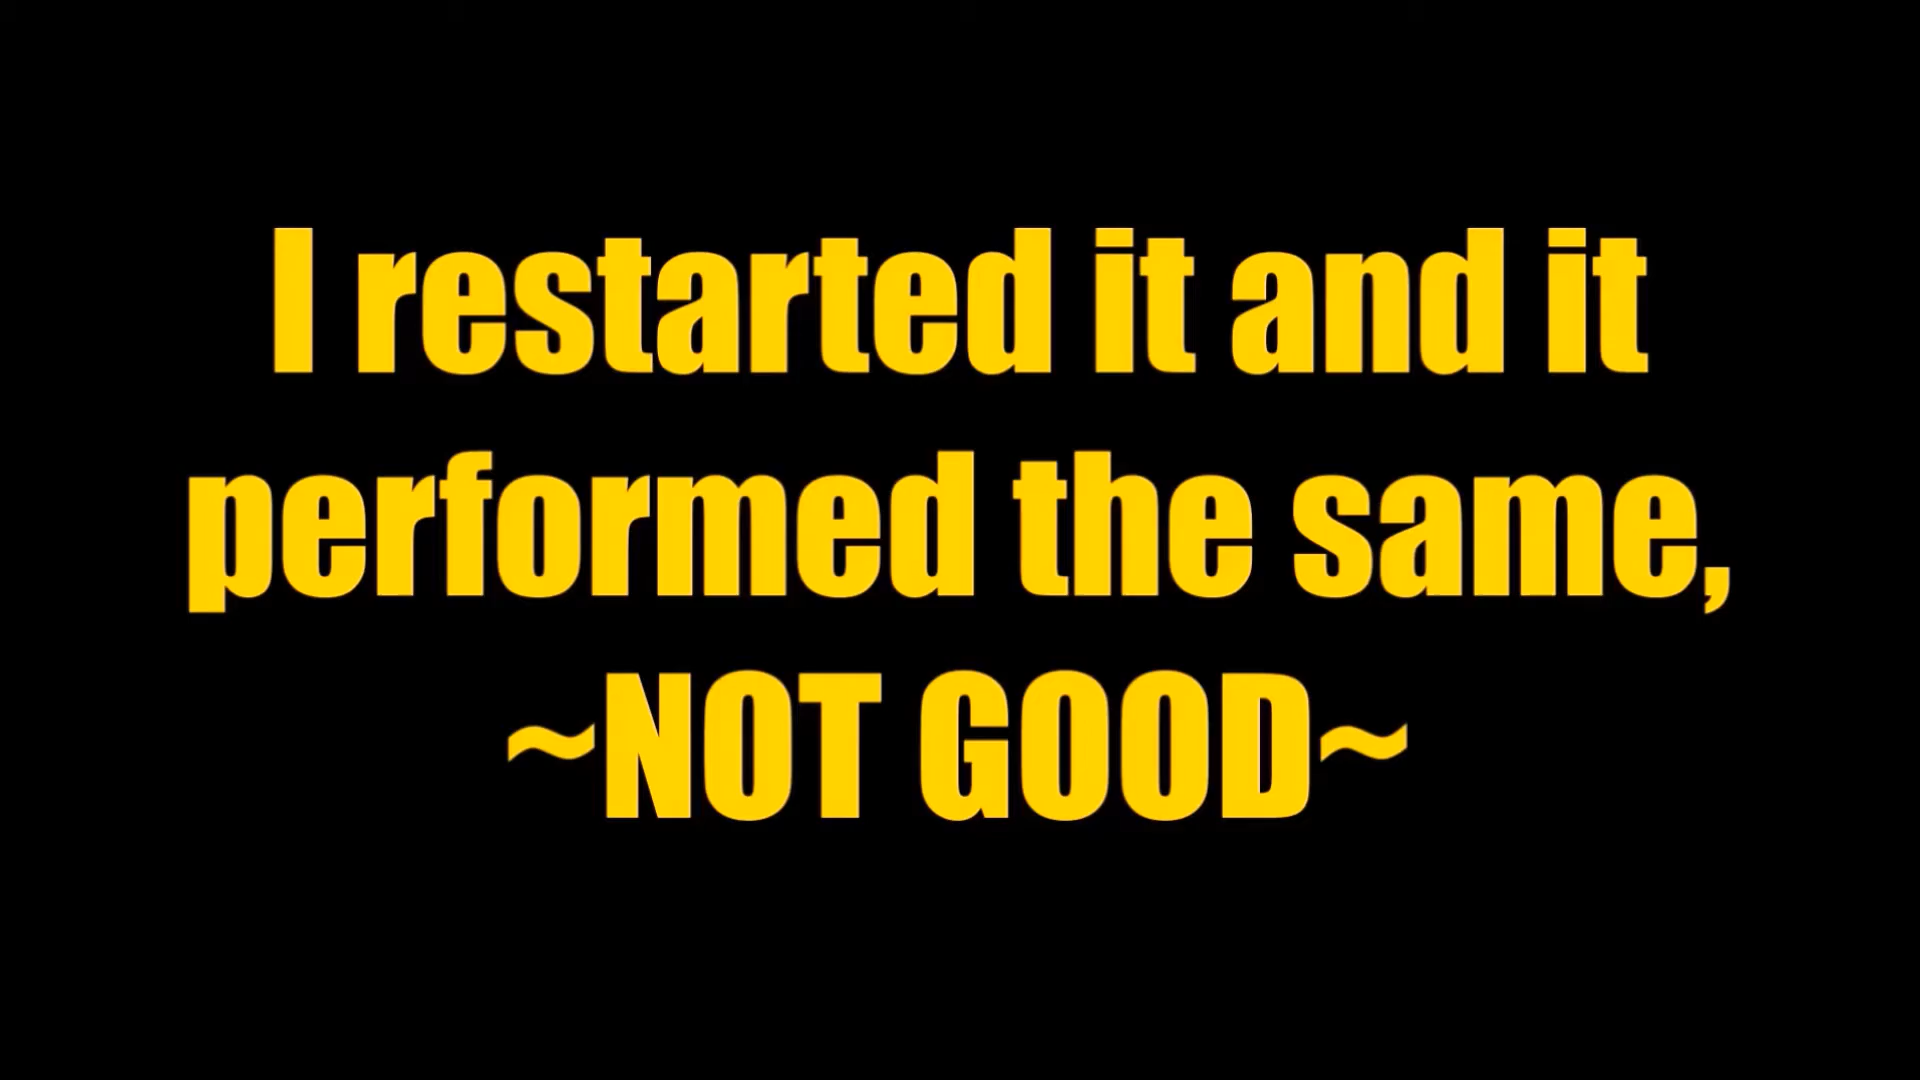 I restarted it and it
performed the same,
~NOT GOOD~